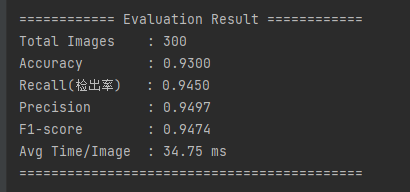 ============ Evaluation Result ============
Total Images    : 300
Accuracy        : 0.9300
Recall(检出率)   : 0.9450
Precision       : 0.9497
F1-score        : 0.9474
Avg Time/Image  : 34.75 ms
===========================================